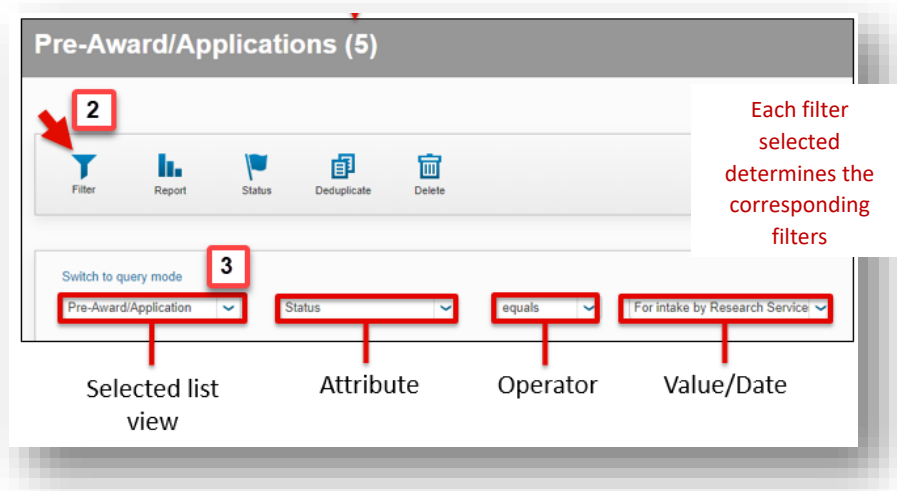 Pre-Award/Applications (5)
2
Each filter
selected
determines the
corresponding
filters
Filter
Report
Status
Deduplicate
Delete
Switch to query mode
3
Pre-Award/Application
Status
equals
For intake by Research Service
Selected list
view
Attribute
Operator
Value/Date